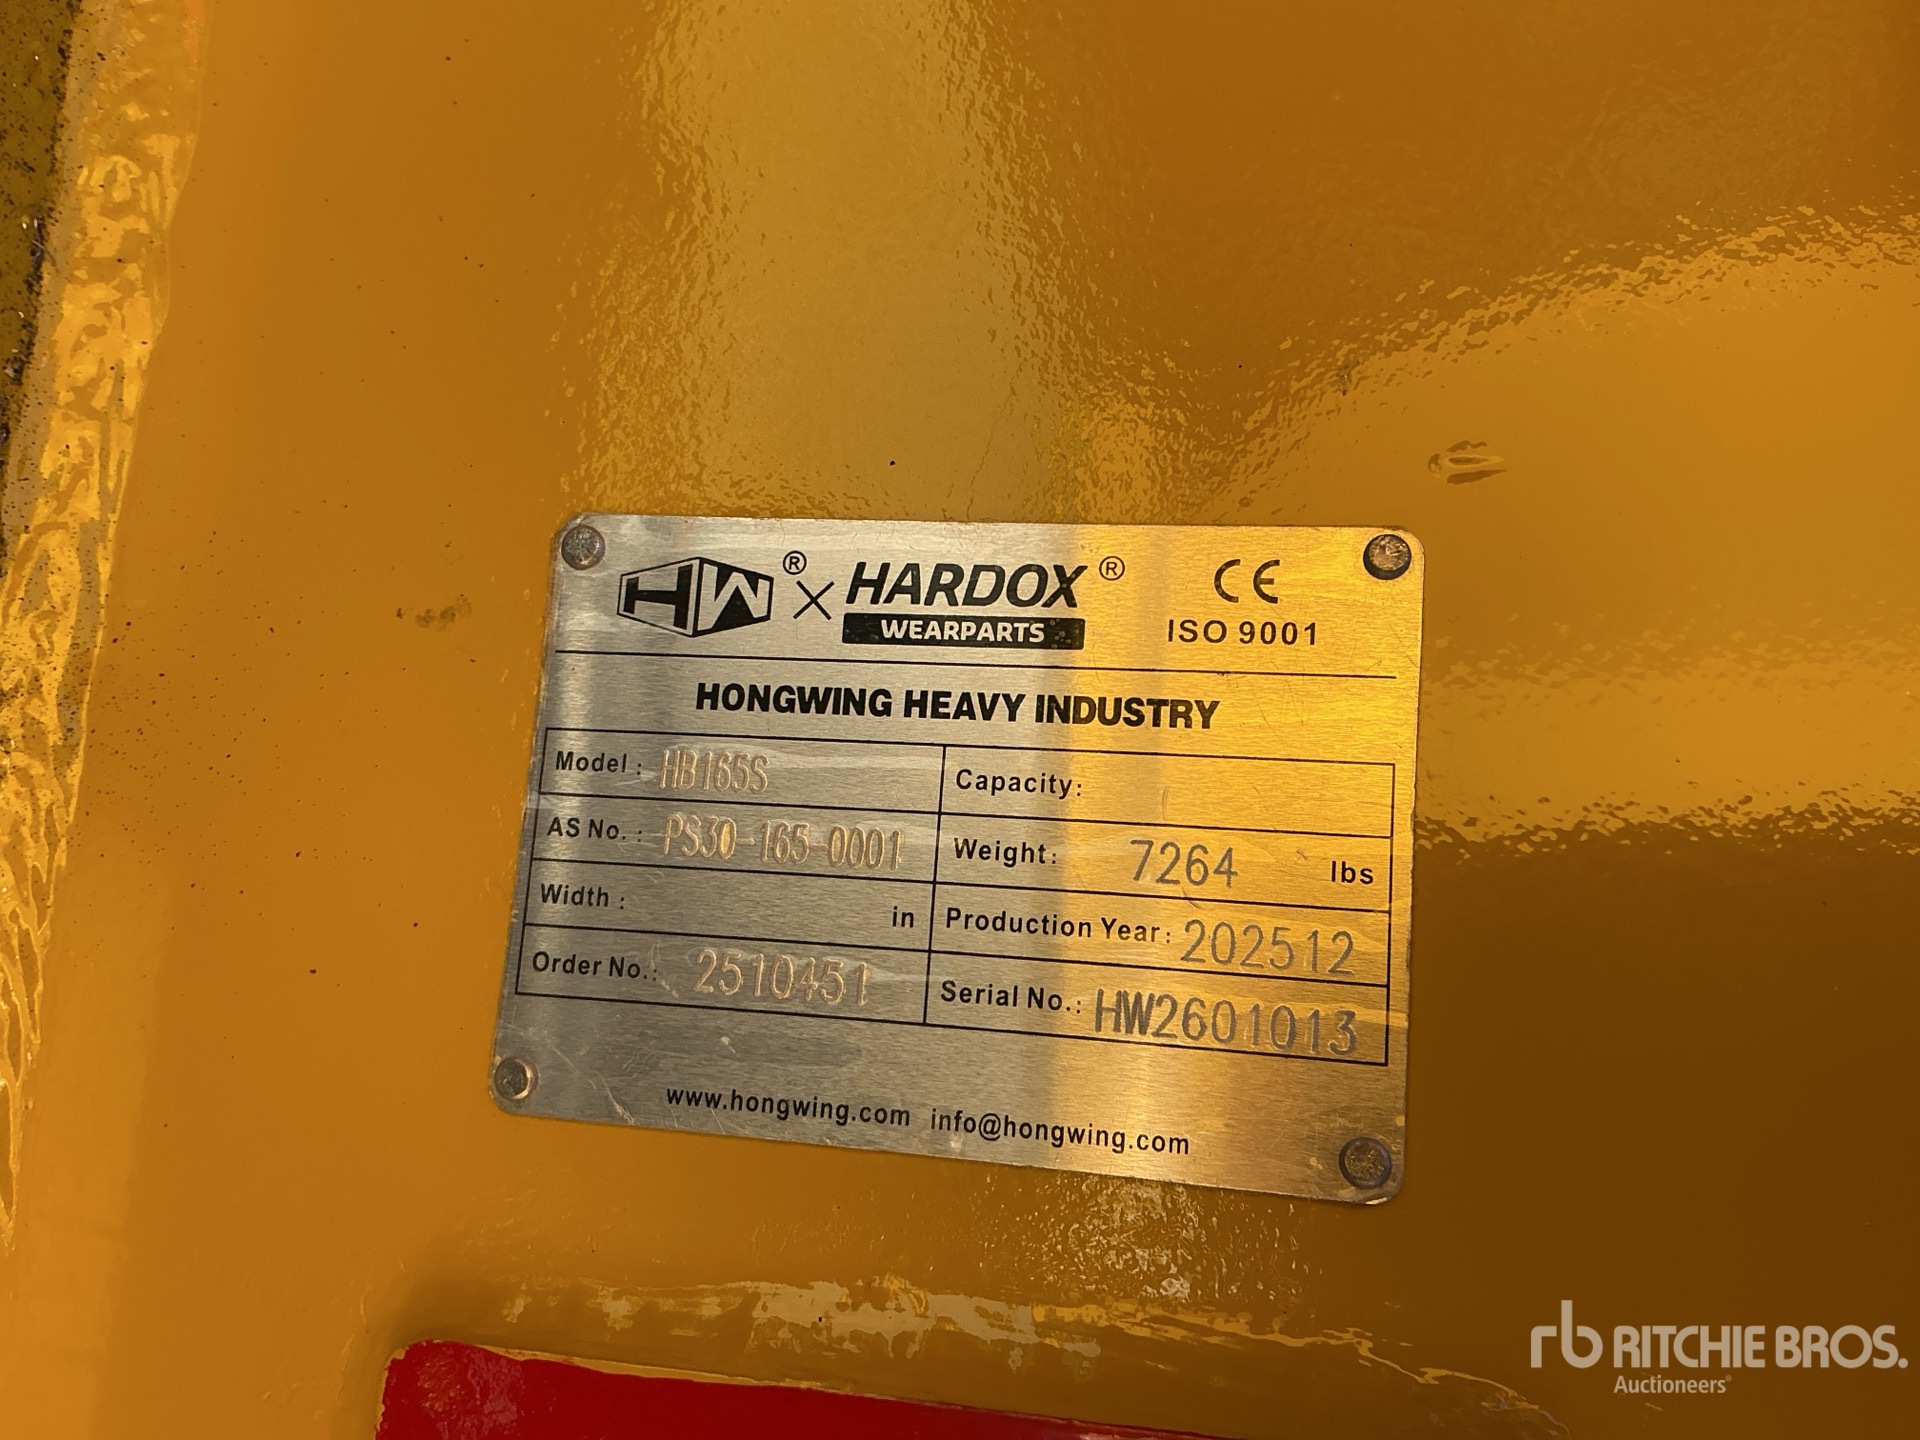 HW® × HARDOX® CE
WEARPARTS ISO 9001
HONGWING HEAVY INDUSTRY
Model: HB165S Capacity:
AS No.: PS30-165-0001 Weight: 7264 lbs
Width: in Production Year: 202512
Order No.: 2510451 Serial No.: HW2601013
www.hongwing.com info@hongwing.com
rb RITCHIE BROS.
Auctioneers®